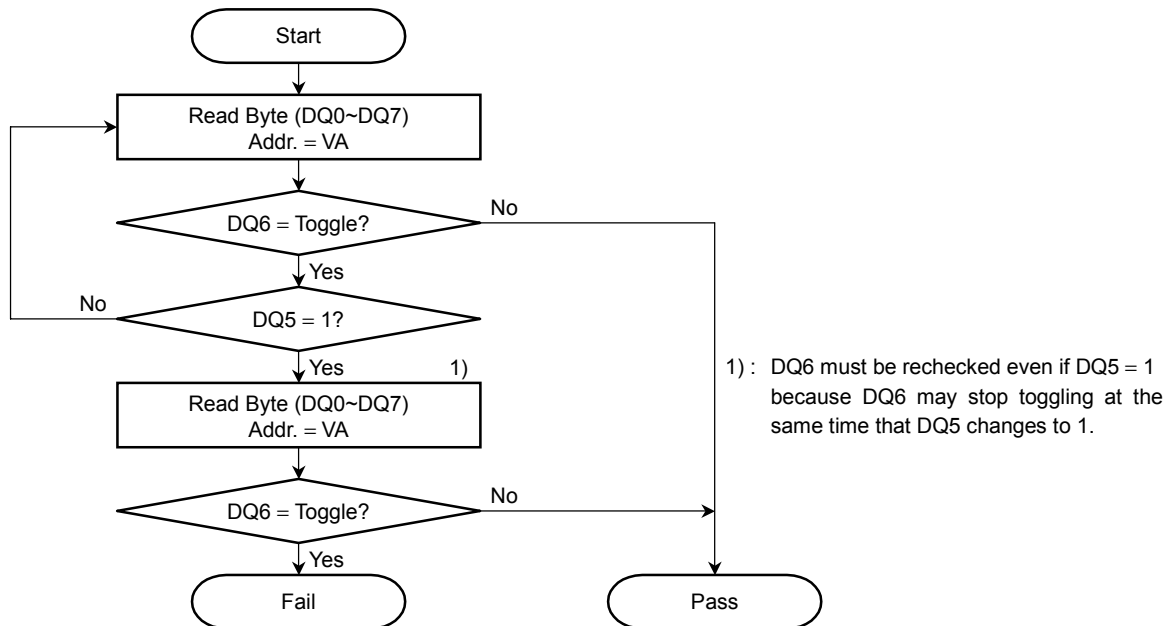 Start
Read Byte (DQ0~DQ7)
Addr. = VA
DQ6 = Toggle?
No
Yes
No
DQ5 = 1?
Yes
1)
Read Byte (DQ0~DQ7)
Addr. = VA
DQ6 = Toggle?
No
Yes
Fail
Pass
1) : DQ6 must be rechecked even if DQ5 = 1
because DQ6 may stop toggling at the
same time that DQ5 changes to 1.